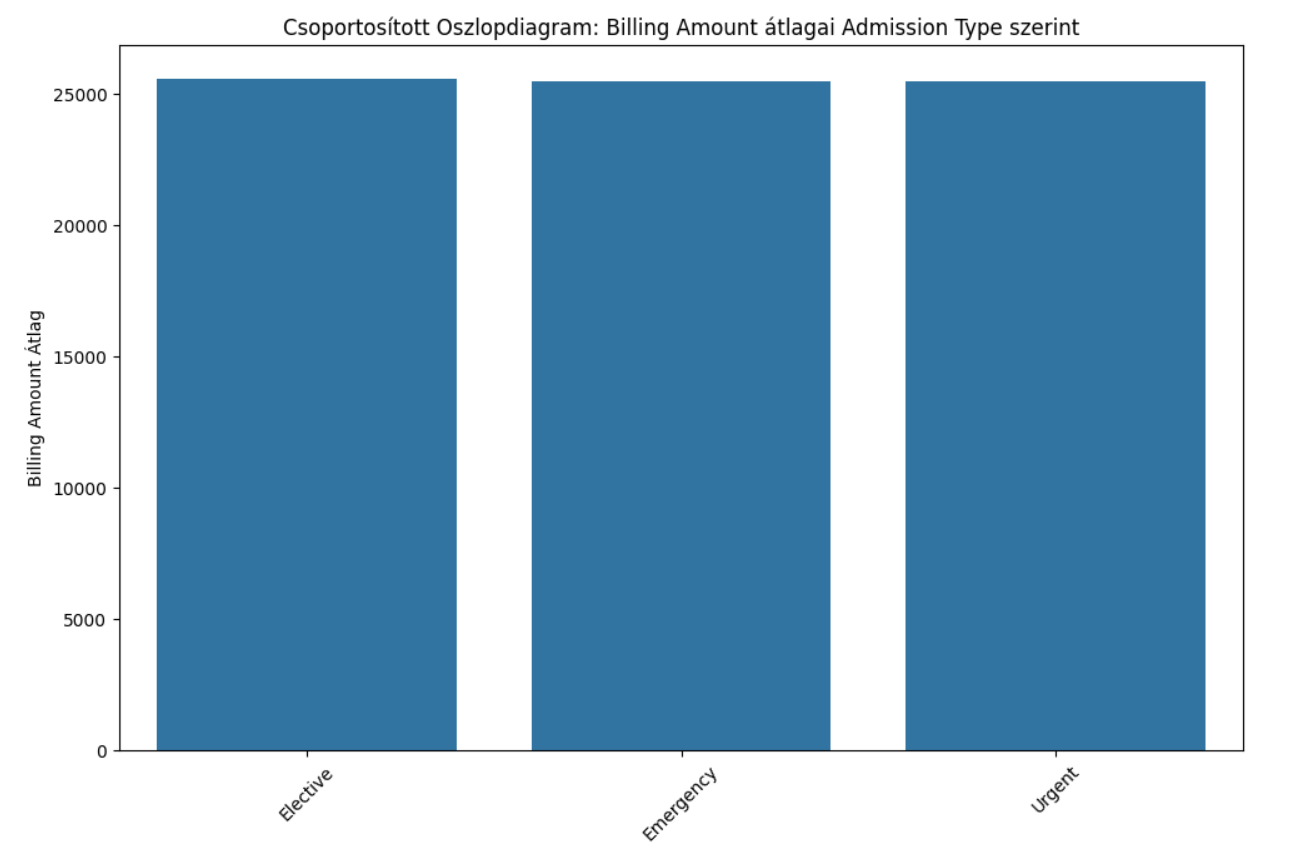 Csoportosított Oszlopdiagram: Billing Amount átlagai Admission Type szerint
Billing Amount Átlag
25000
20000
15000
10000
5000
0
Elective
Emergency
Urgent